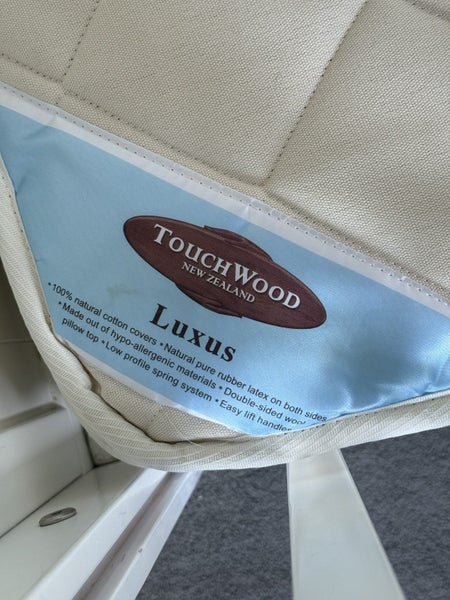 TOUCHWOOD
NEW ZEALAND
Luxus
•100% natural cotton covers •Natural pure rubber latex on both sides
•Made out of hypo-allergenic materials •Double-sided wool
pillow top •Low profile spring system •Easy lift handles